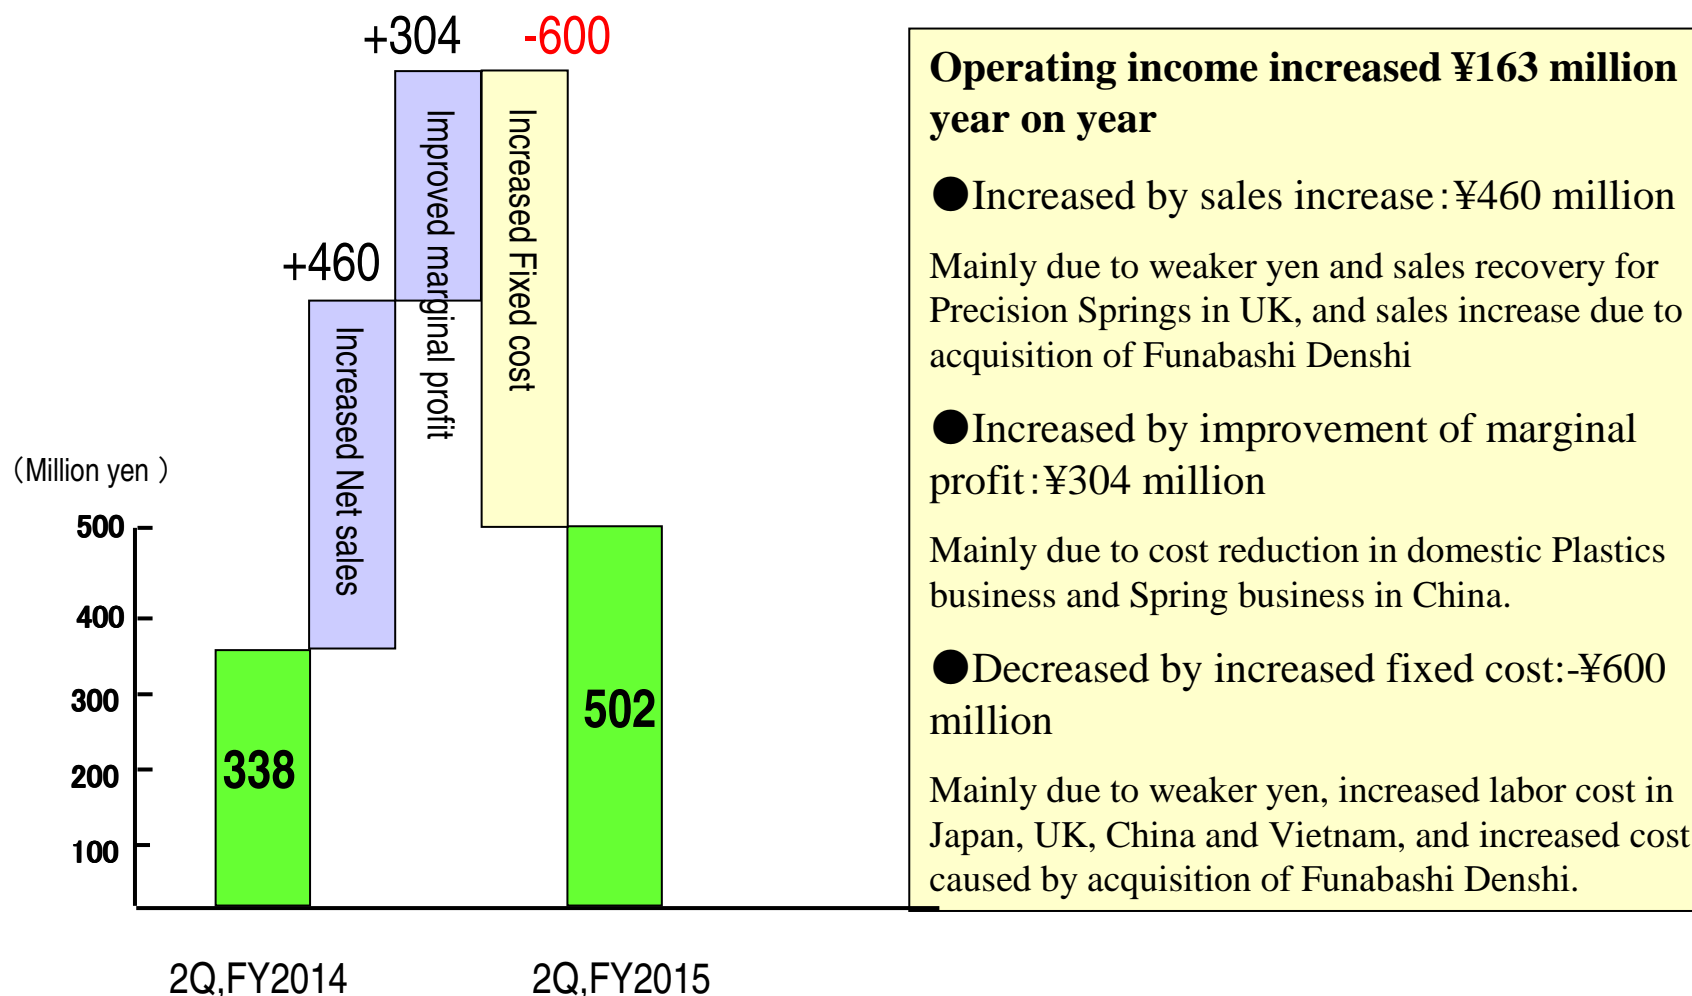 +304
-600
+460
Improved marginal profit
Increased Fixed cost
Increased Net sales
（Million yen ）
500
400
300
200
100
338
502
2Q,FY2014
2Q,FY2015
Operating income increased ¥163 million
year on year
●Increased by sales increase：¥460 million
Mainly due to weaker yen and sales recovery for
Precision Springs in UK, and sales increase due to
acquisition of Funabashi Denshi
●Increased by improvement of marginal
profit：¥304 million
Mainly due to cost reduction in domestic Plastics
business and Spring business in China.
●Decreased by increased fixed cost:-¥600
million
Mainly due to weaker yen, increased labor cost in
Japan, UK, China and Vietnam, and increased cost
caused by acquisition of Funabashi Denshi.